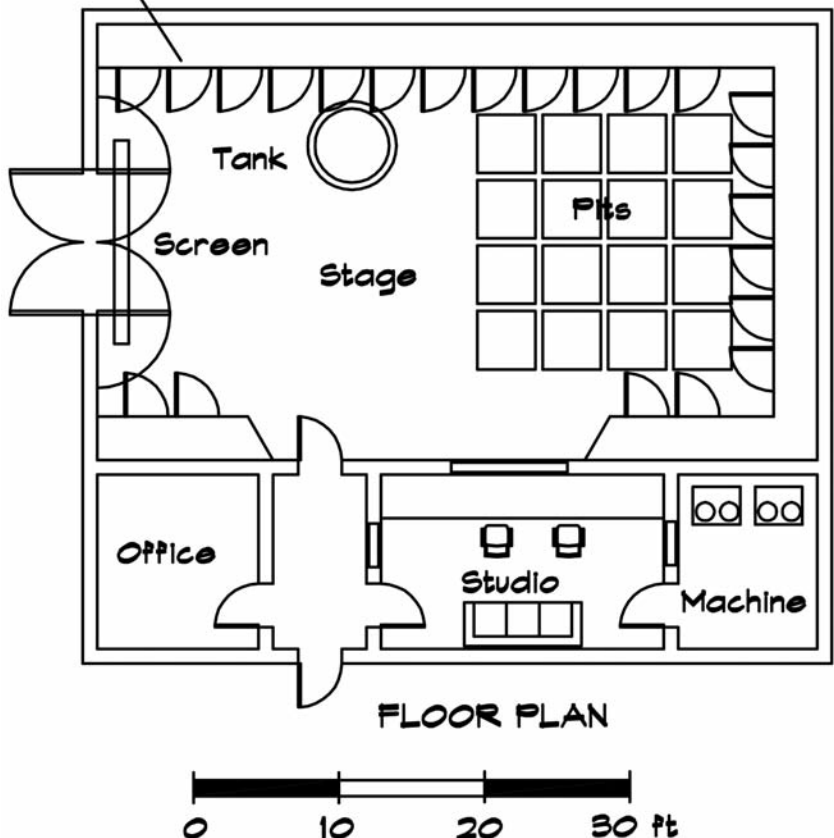 Tank
Pits
Screen
Stage
Office
Studio
Machine
FLOOR PLAN
0 10 20 30 ft